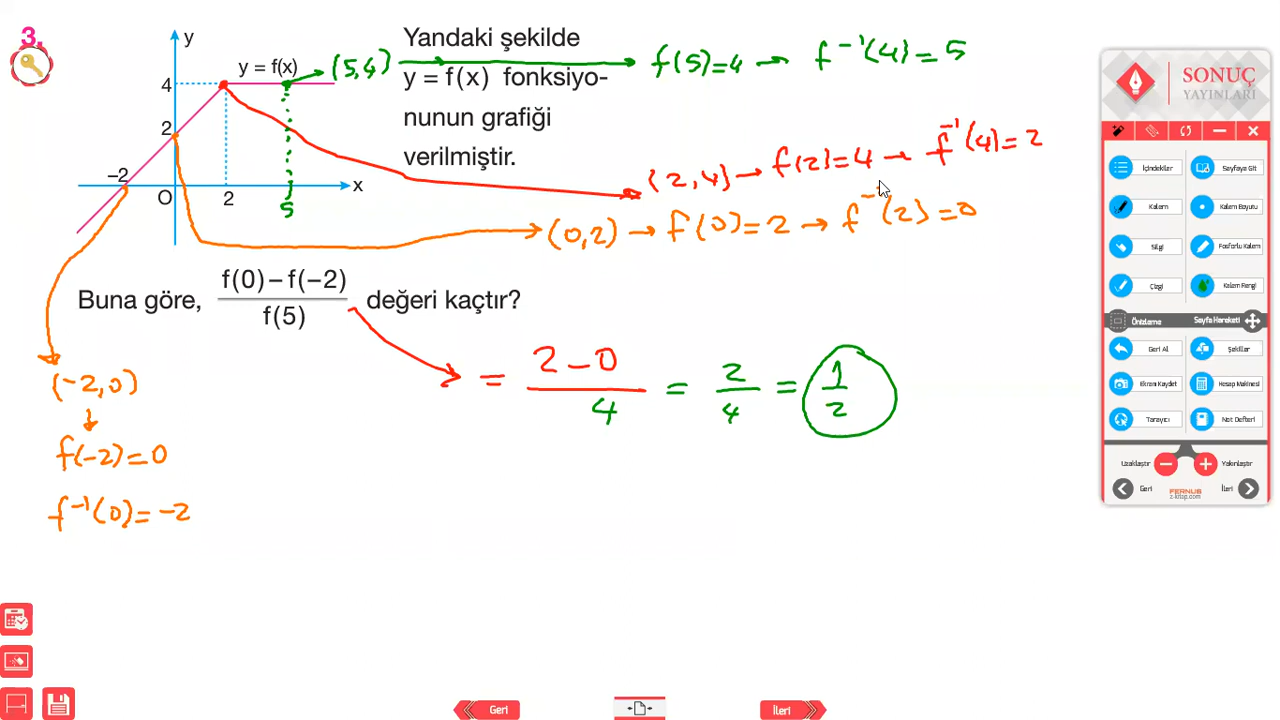 3.
y
y = f(x)
4
2
-2
O
2
5
x
(5,4)
Yandaki şekilde
y = f(x) fonksiyo-
nunun grafiği
verilmiştir.
f(5)=4 → f⁻¹(4)=5
(2,4) → f(2)=4 → f⁻¹(4)=2
(0,2) → f(0)=2 → f⁻¹(2)=0
Buna göre, f(0) – f(–2) / f(5) değeri kaçtır?
= 2-0 / 4 = 2/4 = 1/2
(-2,0)
↓
f(-2)=0
f⁻¹(0)=-2
SONUÇ
YAYINLARI
İçindekiler
Sayfaya Git
Kalem
Kalem Boyutu
Silgi
Fosforlu Kalem
Çizgi
Kalem Rengi
Önizleme
Sayfa Hareketi
Geri Al
Şekiller
Ekranı Kaydet
Hesap Makinesi
Tarayıcı
Not Defteri
Uzaklaştır
Yakınlaştır
Geri
FERNUS
z-kitap.com
İleri
Geri
İleri